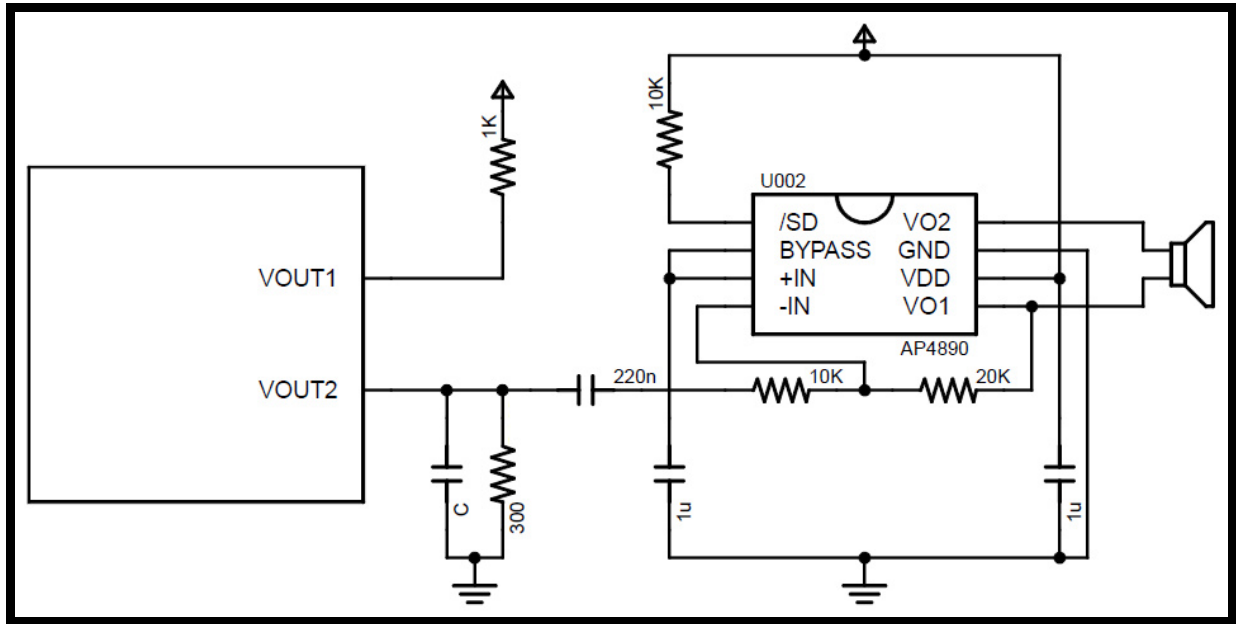 10K
1K
U002
/SD
VO2
BYPASS
GND
+IN
VDD
-IN
VO1
AP4890
VOUT1
VOUT2
220n
10K
20K
C
300
1u
1u